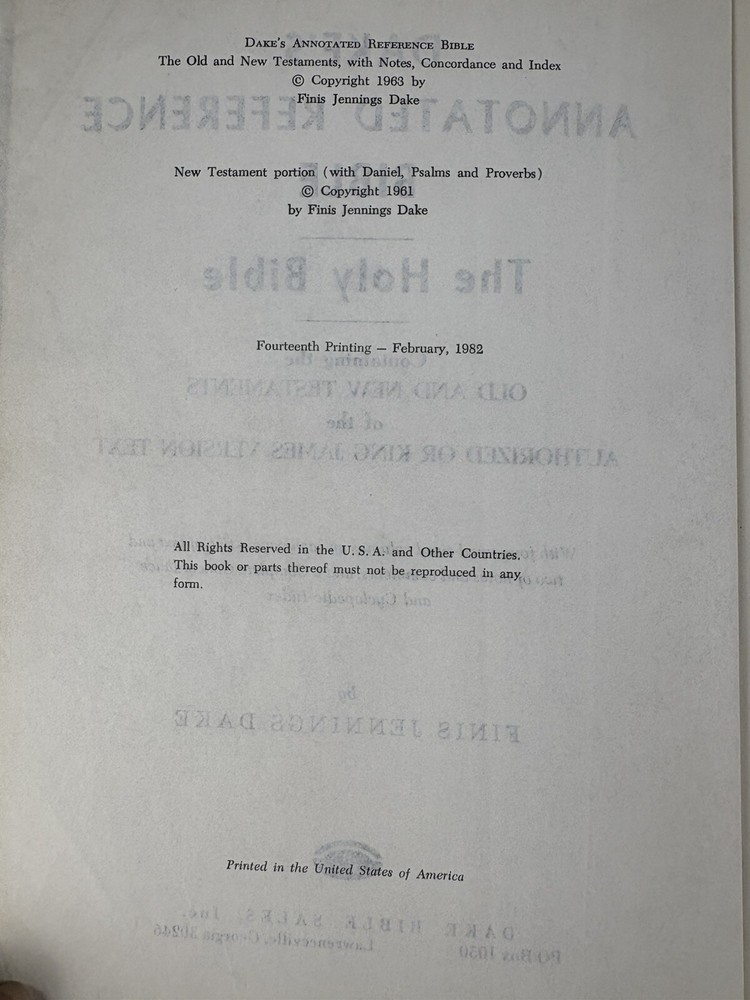 DAKE'S ANNOTATED REFERENCE BIBLE
The Old and New Testaments, with Notes, Concordance and Index
© Copyright 1963 by
Finis Jennings Dake
New Testament portion (with Daniel, Psalms and Proverbs)
© Copyright 1961
by Finis Jennings Dake
Fourteenth Printing — February, 1982
All Rights Reserved in the U. S. A. and Other Countries.
This book or parts thereof must not be reproduced in any
form.
Printed in the United States of America